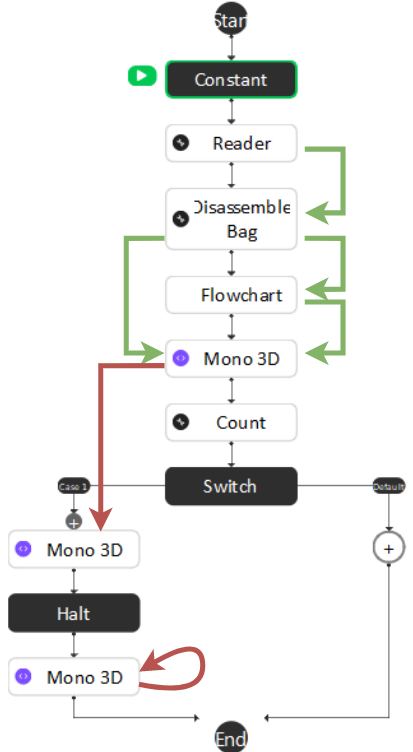 Start
Constant
Reader
Disassemble
Bag
Flowchart
Mono 3D
Count
Switch
Case 1
Default
Mono 3D
Halt
Mono 3D
End